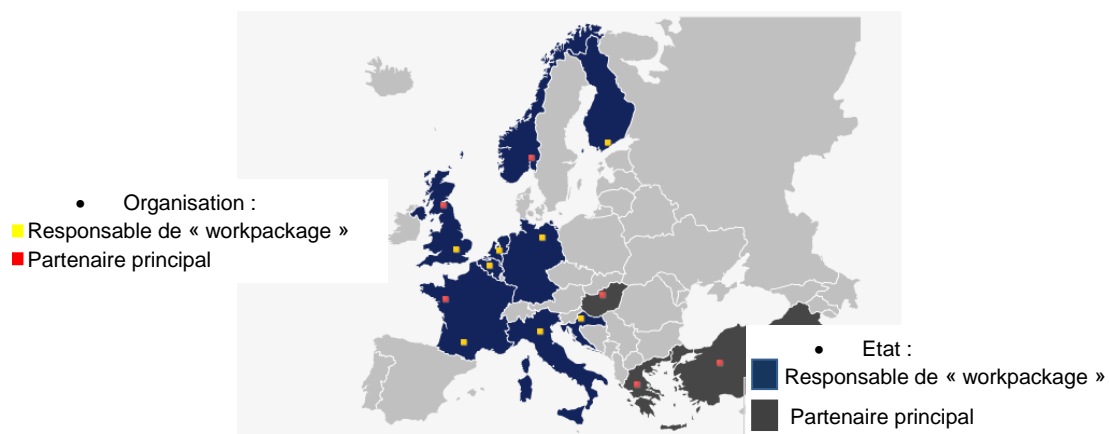 • Organisation :
Responsable de « workpackage »
Partenaire principal
• Etat :
Responsable de « workpackage »
Partenaire principal